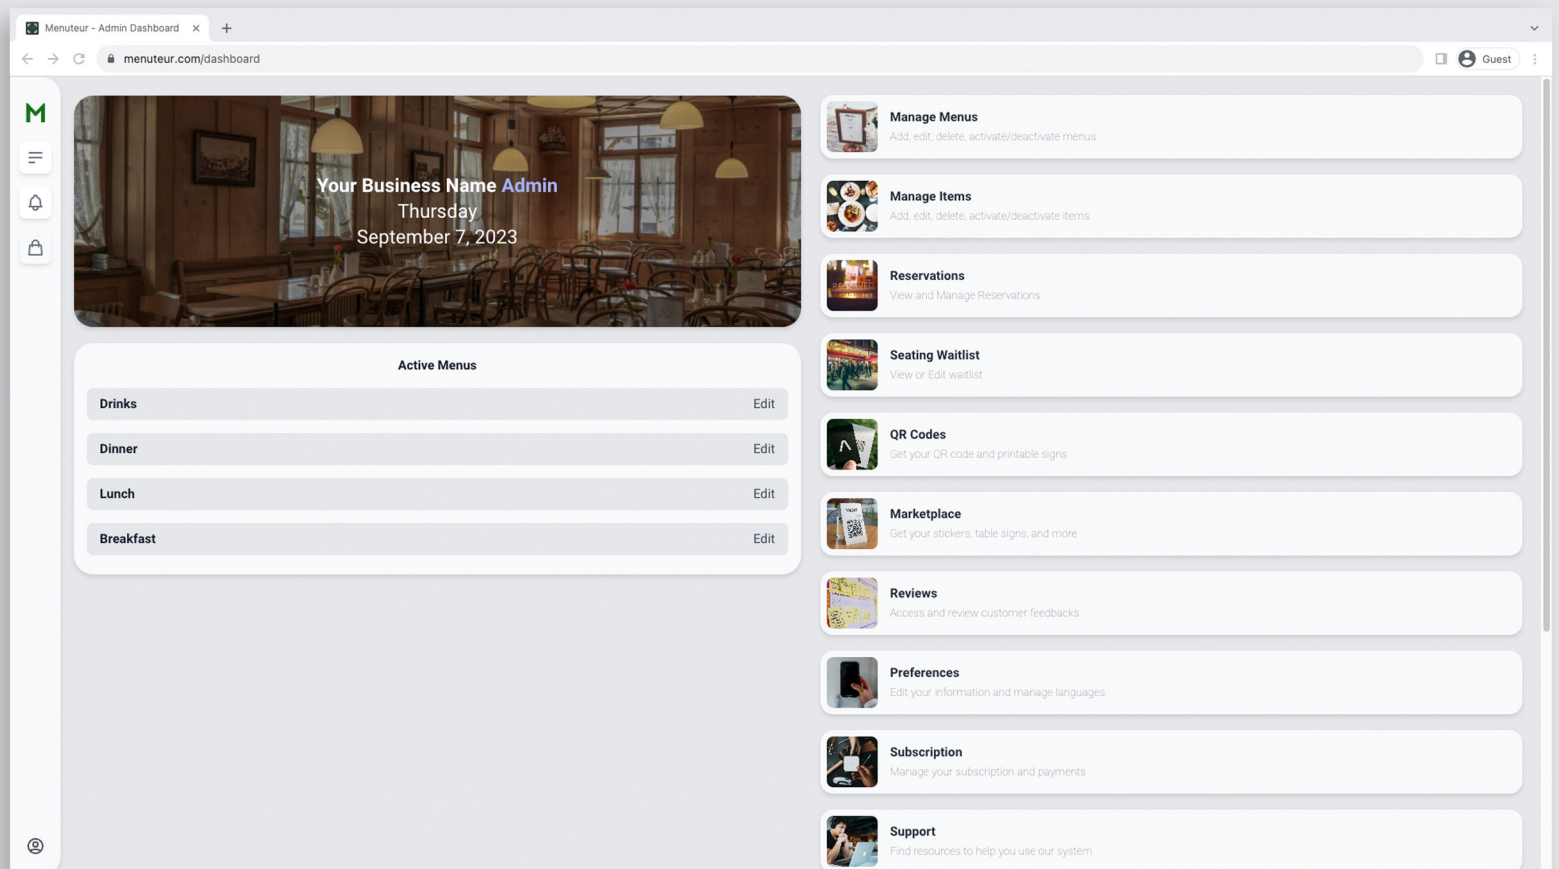 Menuteur - Admin Dashboard
menuteur.com/dashboard
Guest
M
Your Business Name Admin
Thursday
September 7, 2023
Active Menus
Drinks Edit
Dinner Edit
Lunch Edit
Breakfast Edit
Manage Menus
Add, edit, delete, activate/deactivate menus
Manage Items
Add, edit, delete, activate/deactivate items
Reservations
View and Manage Reservations
Seating Waitlist
View or Edit waitlist
QR Codes
Get your QR code and printable signs
Marketplace
Get your stickers, table signs, and more
Reviews
Access and review customer feedbacks
Preferences
Edit your information and manage languages
Subscription
Manage your subscription and payments
Support
Find resources to help you use our system